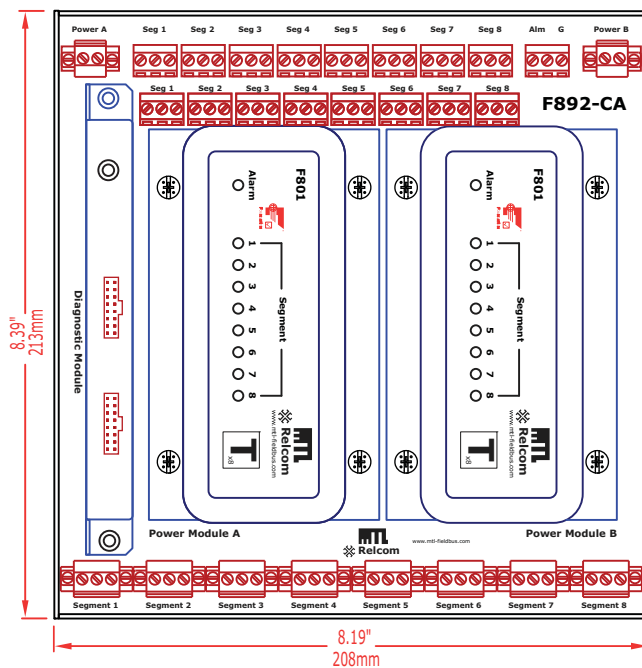 Power A Seg 1 Seg 2 Seg 3 Seg 4 Seg 5 Seg 6 Seg 7 Seg 8 Alm G Power B
Seg 1 Seg 2 Seg 3 Seg 4 Seg 5 Seg 6 Seg 7 Seg 8
F892-CA
Diagnostic Module
F801
Alarm
1
2
3
4
5
6
7
8
Segment
MTL
Relcom
www.mtl-fieldbus.com
T
x8
Power Module A
F801
Alarm
1
2
3
4
5
6
7
8
Segment
MTL
Relcom
www.mtl-fieldbus.com
T
x8
Power Module B
MTL
Relcom
www.mtl-fieldbus.com
Segment 1 Segment 2 Segment 3 Segment 4 Segment 5 Segment 6 Segment 7 Segment 8
8.39"
213mm
8.19"
208mm